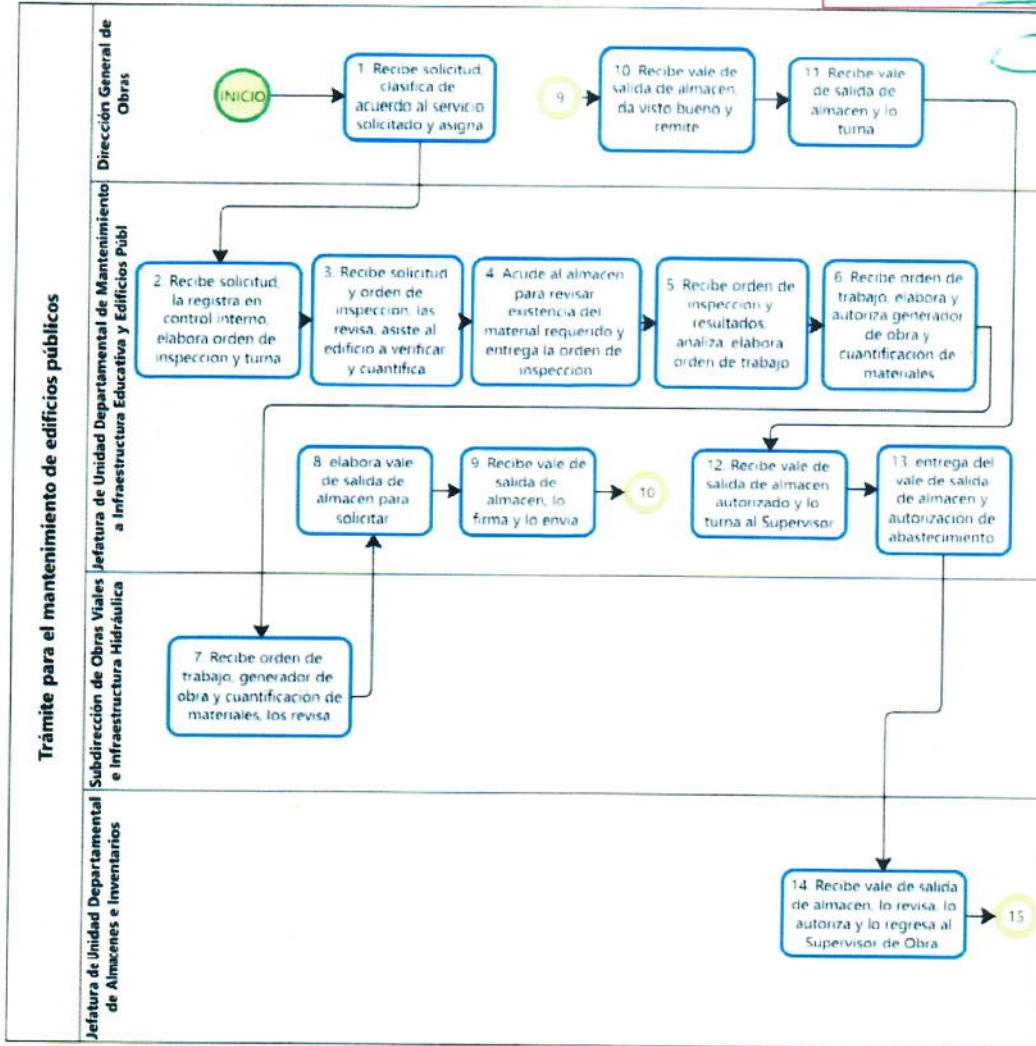 Trámite para el mantenimiento de edificios públicos
Dirección General de
Obras
INICIO
1. Recibe solicitud,
clasifica de
acuerdo al servicio
solicitado y asigna
9
10. Recibe vale de
salida de almacen,
da visto bueno y
remite
11. Recibe vale
de salida de
almacen y lo
turna
Jefatura de Unidad Departamental de Mantenimiento
a Infraestructura Educativa y Edificios Públ
2. Recibe solicitud,
la registra en
control interno,
elabora orden de
inspeccion y turna
3. Recibe solicitud
y orden de
inspeccion, las
revisa, asiste al
edificio a verificar
y cuantifica
4. Acude al almacen
para revisar
existencia del
material requerido y
entrega la orden de
inspeccion
5. Recibe orden de
inspeccion y
resultados,
analiza, elabora
orden de trabajo
6. Recibe orden de
trabajo, elabora y
autoriza generador
de obra y
cuantificación de
materiales
8. elabora vale
de salida de
almacen para
solicitar
9. Recibe vale de
salida de
almacen, lo
firma y lo envia
10
12. Recibe vale de
salida de almacen
autorizado y lo
turna al Supervisor
13. entrega del
vale de salida
de almacen y
autorización de
abastecimiento
Subdirección de Obras Viales
e Infraestructura Hidráulica
7. Recibe orden de
trabajo, generador de
obra y cuantificación de
materiales, los revisa
Jefatura de Unidad Departamental
de Almacenes e Inventarios
14. Recibe vale de salida
de almacen, lo revisa, lo
autoriza y lo regresa al
Supervisor de Obra
15